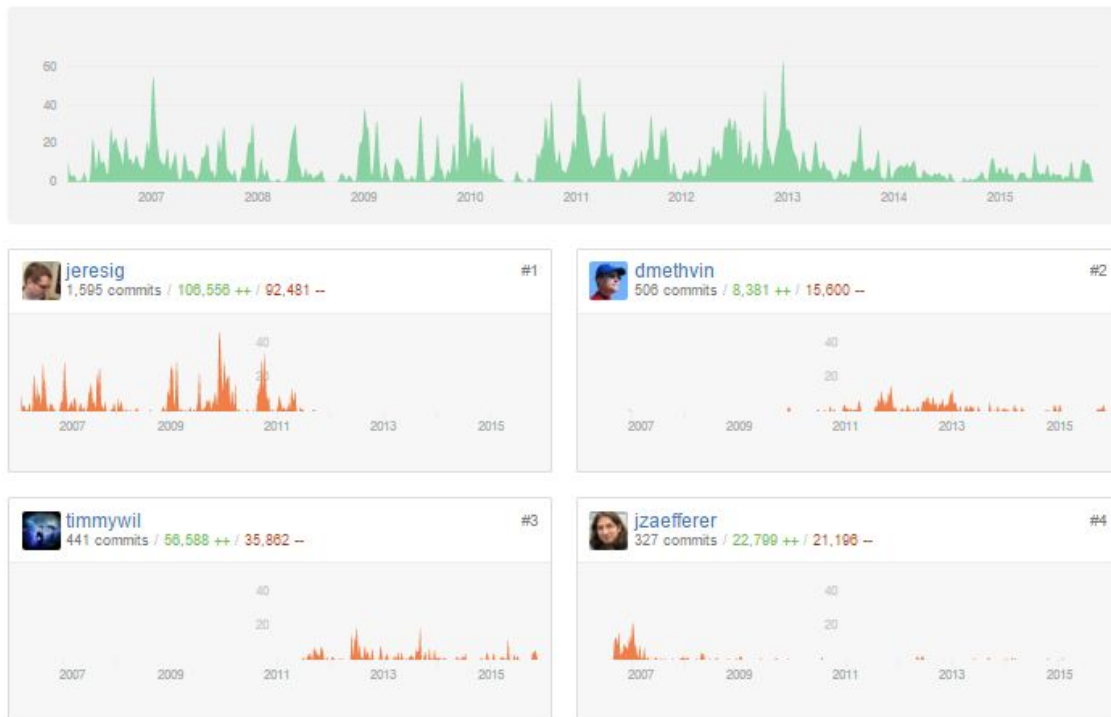 60
40
20
0
2007 2008 2009 2010 2011 2012 2013 2014 2015
jeresig #1
1,595 commits / 106,556 ++ / 92,481 --
40
20
2007 2009 2011 2013 2015
dmethvin #2
506 commits / 8,381 ++ / 15,600 --
40
20
2007 2009 2011 2013 2015
timmywil #3
441 commits / 56,588 ++ / 35,862 --
40
20
2007 2009 2011 2013 2015
jzaefferer #4
327 commits / 22,799 ++ / 21,196 --
40
20
2007 2009 2011 2013 2015